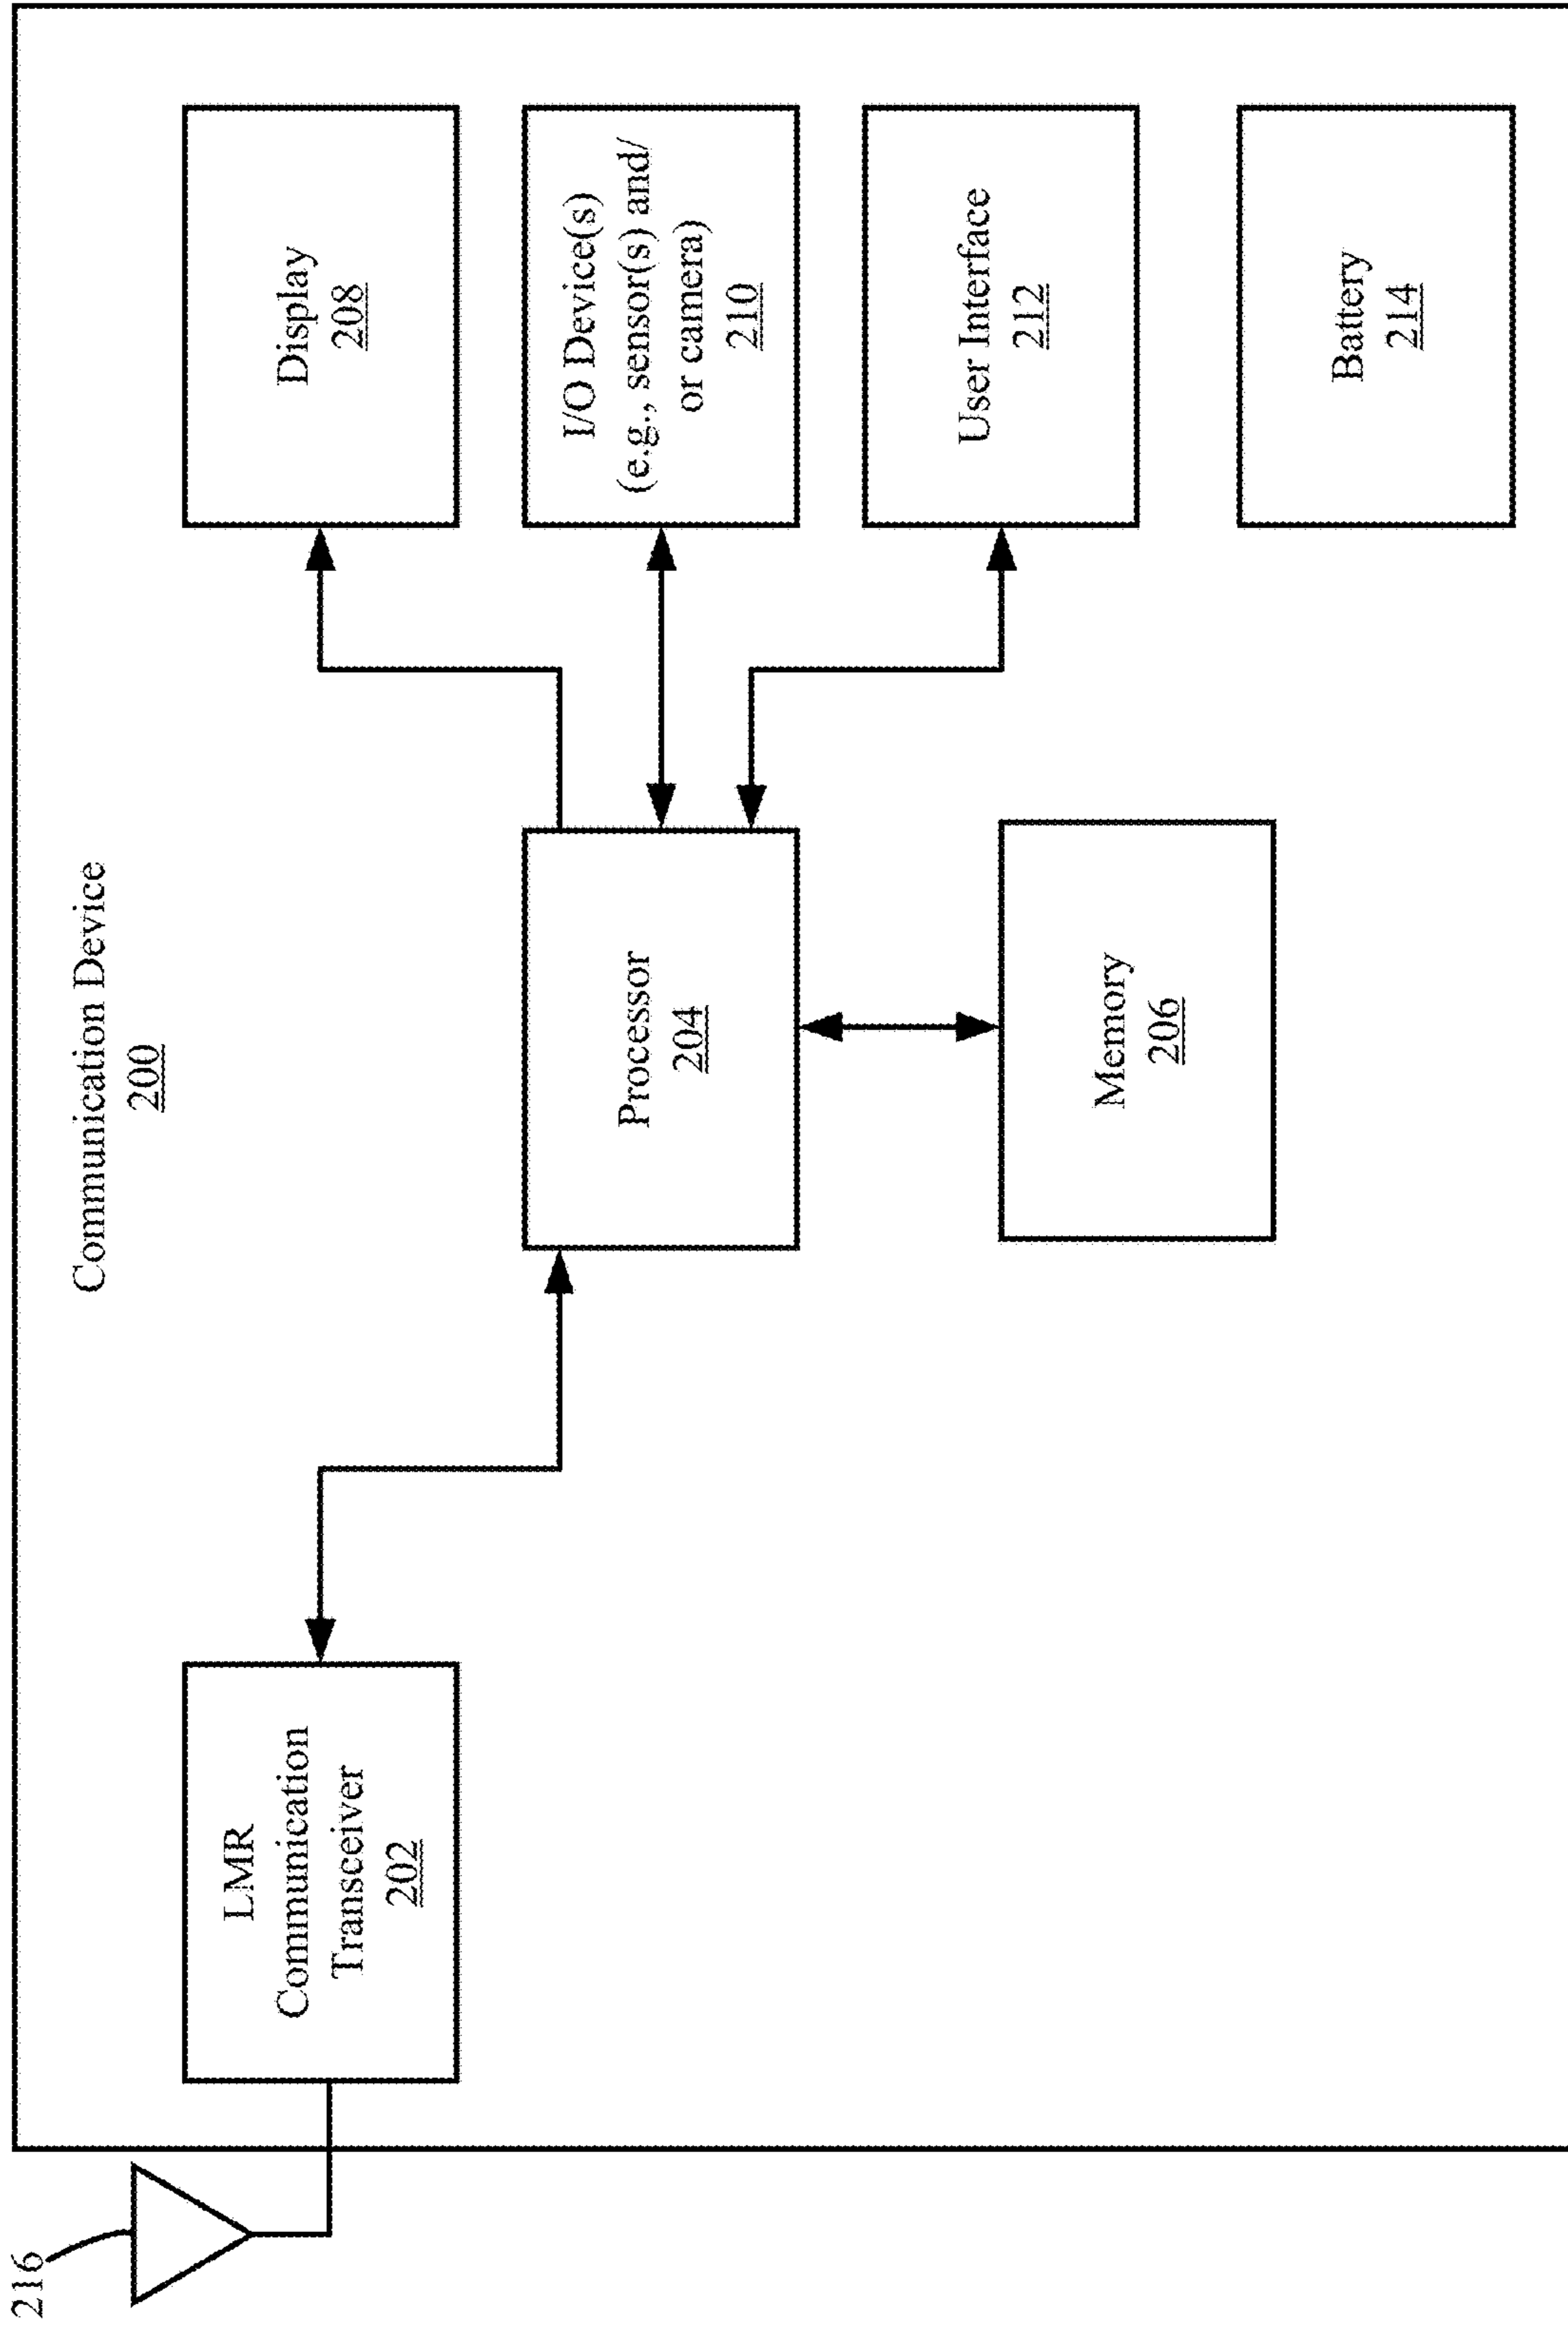 Communication Device
200
216
LMR
Communication
Transceiver
202
Processor
204
Memory
206
Display
208
I/O Device(s)
(e.g., sensor(s) and/
or camera)
210
User Interface
212
Battery
214